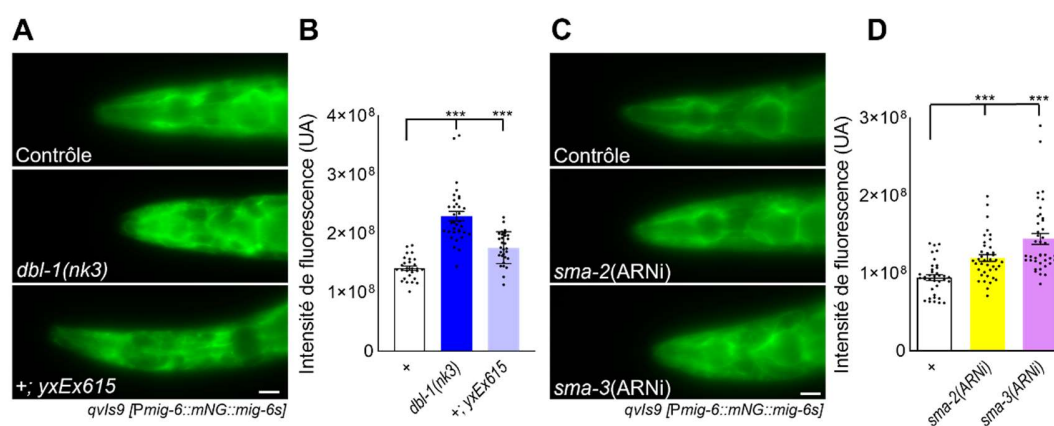 A
Contrôle
dbl-1(nk3)
+; yxEx615
qvIs9 [Pmig-6::mNG::mig-6s]
B
Intensité de fluorescence (UA)
4×10⁸
3×10⁸
2×10⁸
1×10⁸
0
*** ***
+
dbl-1(nk3)
+; yxEx615
C
Contrôle
sma-2(ARNi)
sma-3(ARNi)
qvIs9 [Pmig-6::mNG::mig-6s]
D
Intensité de fluorescence (UA)
3×10⁸
2×10⁸
1×10⁸
0
*** ***
+
sma-2(ARNi)
sma-3(ARNi)